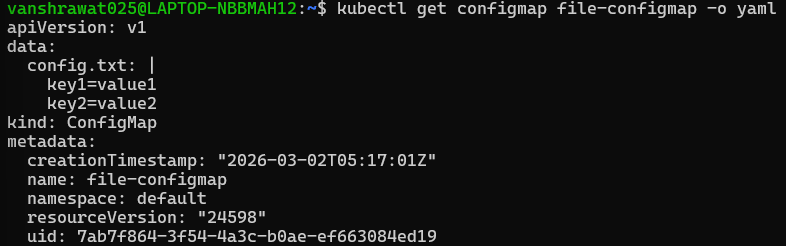 vanshrawat025@LAPTOP-NBBMAH12:~$ kubectl get configmap file-configmap -o yaml
apiVersion: v1
data:
  config.txt: |
    key1=value1
    key2=value2
kind: ConfigMap
metadata:
  creationTimestamp: "2026-03-02T05:17:01Z"
  name: file-configmap
  namespace: default
  resourceVersion: "24598"
  uid: 7ab7f864-3f54-4a3c-b0ae-ef663084ed19